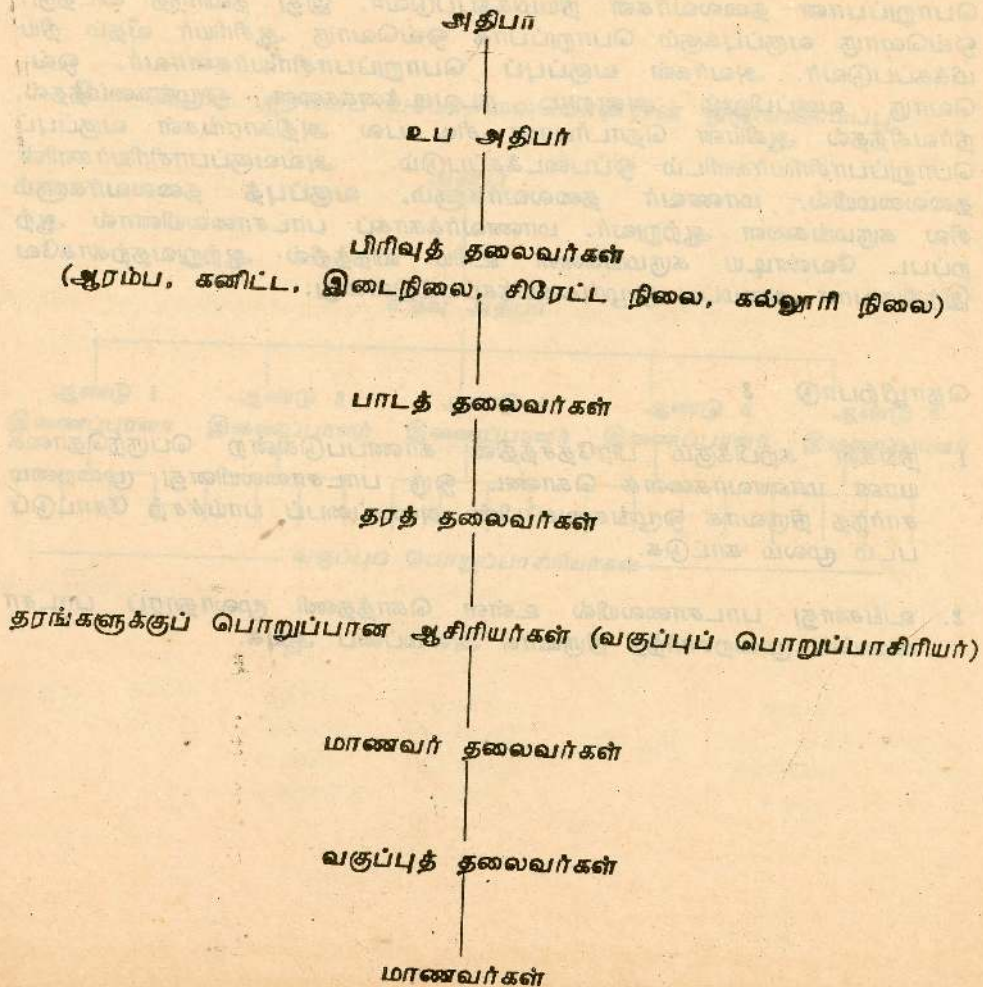 அதிபர்
உப அதிபர்
பிரிவுத் தலைவர்கள்
(ஆரம்ப, கனிட்ட, இடைநிலை, சிரேட்ட நிலை, கல்லூரி நிலை)
பாடத் தலைவர்கள்
தரத் தலைவர்கள்
தரங்களுக்குப் பொறுப்பான ஆசிரியர்கள் (வகுப்புப் பொறுப்பாசிரியர்)
மாணவர் தலைவர்கள்
வகுப்புத் தலைவர்கள்
மாணவர்கள்